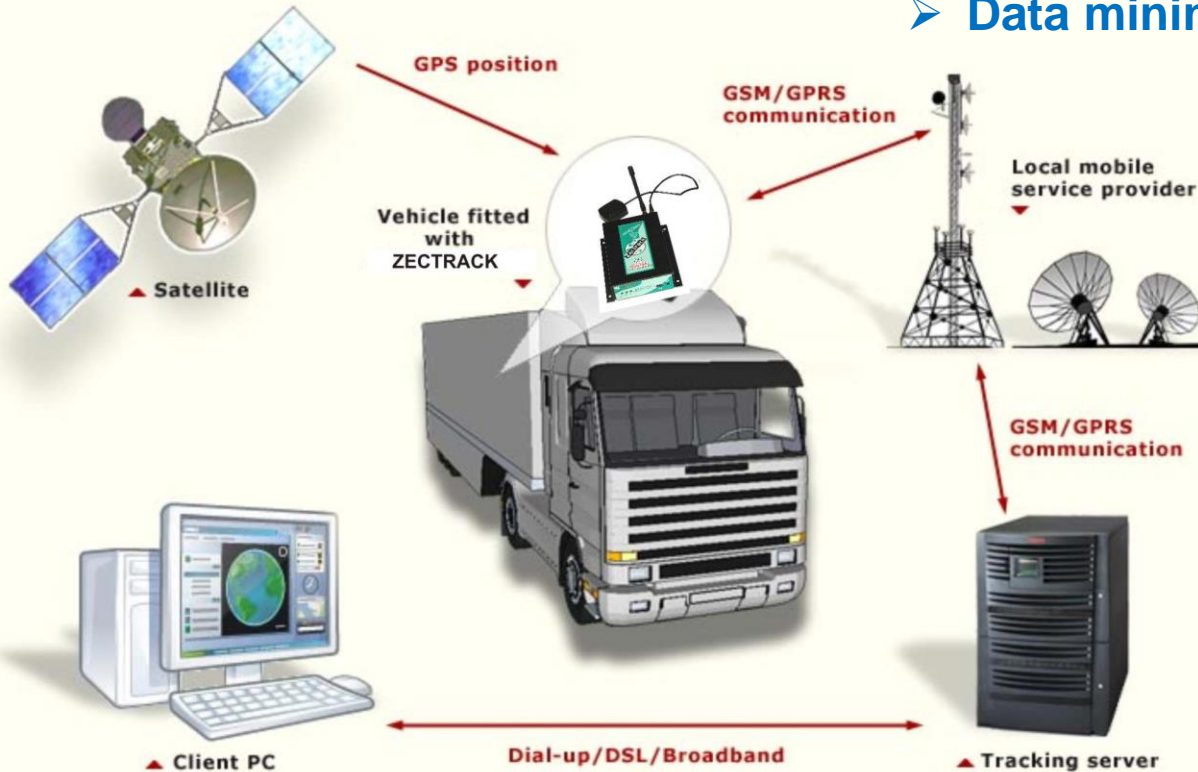 ➢ Data minin
GPS position
GSM/GPRS
communication
Local mobile
service provider
Vehicle fitted
with
ZECTRACK
Satellite
GSM/GPRS
communication
Client PC
Dial-up/DSL/Broadband
Tracking server